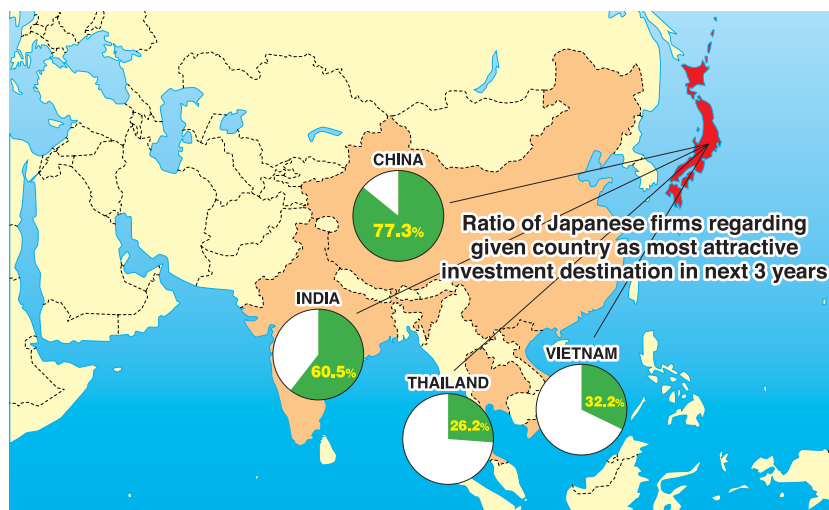 CHINA
77.3%
Ratio of Japanese firms regarding
given country as most attractive
investment destination in next 3 years
INDIA
60.5%
THAILAND
26.2%
VIETNAM
32.2%